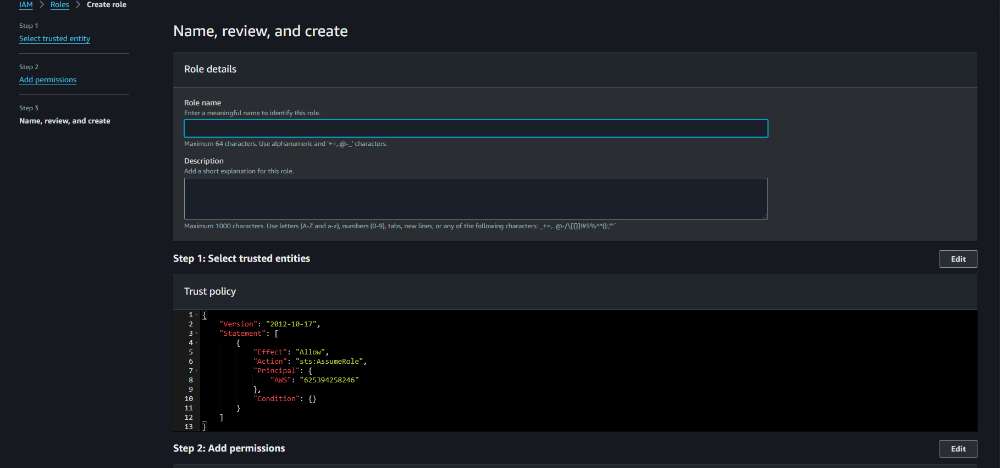 IAM > Roles > Create role
Step 1
Select trusted entity
Step 2
Add permissions
Step 3
Name, review, and create
Name, review, and create
Role details
Role name
Enter a meaningful name to identify this role.
Maximum 64 characters. Use alphanumeric and '+=,.@-_' characters.
Description
Add a short explanation for this role.
Maximum 1000 characters. Use letters (A-Z and a-z), numbers (0-9), tabs, new lines, or any of the following characters: _+=,. @-/\[{}]!#$%^*();:"'`
Step 1: Select trusted entities
Edit
Trust policy
1 {
2 "Version": "2012-10-17",
3 "Statement": [
4 {
5 "Effect": "Allow",
6 "Action": "sts:AssumeRole",
7 "Principal": {
8 "AWS": "625394258246"
9 },
10 "Condition": {}
11 }
12 ]
13 }
Step 2: Add permissions
Edit